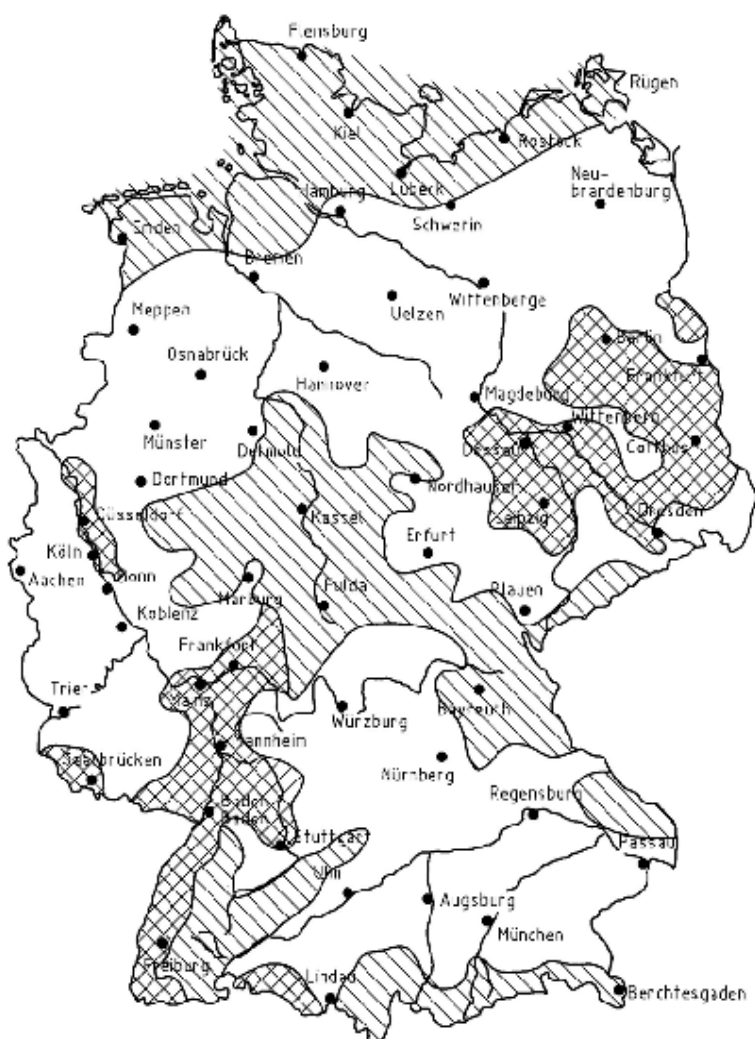 Flensburg
Rügen
Kiel
Rostock
Neu-
brandenburg
Hamburg
Lübeck
Schwerin
Emden
Bremen
Wittenberge
Uelzen
Meppen
Berlin
Osnabrück
Hannover
Frankfurt
Magdeburg
Wittenberg
Münster
Detmold
Dessau
Cottbus
Dortmund
Nordhausen
Düsseldorf
Kassel
Leipzig
Dresden
Köln
Erfurt
Aachen
Bonn
Marburg
Fulda
Plauen
Koblenz
Frankfurt
Trier
Mainz
Würzburg
Bayreuth
Mannheim
Saarbrücken
Nürnberg
Regensburg
Baden-
Baden
Stuttgart
Passau
Ulm
Augsburg
München
Freiburg
Lindau
Berchtesgaden